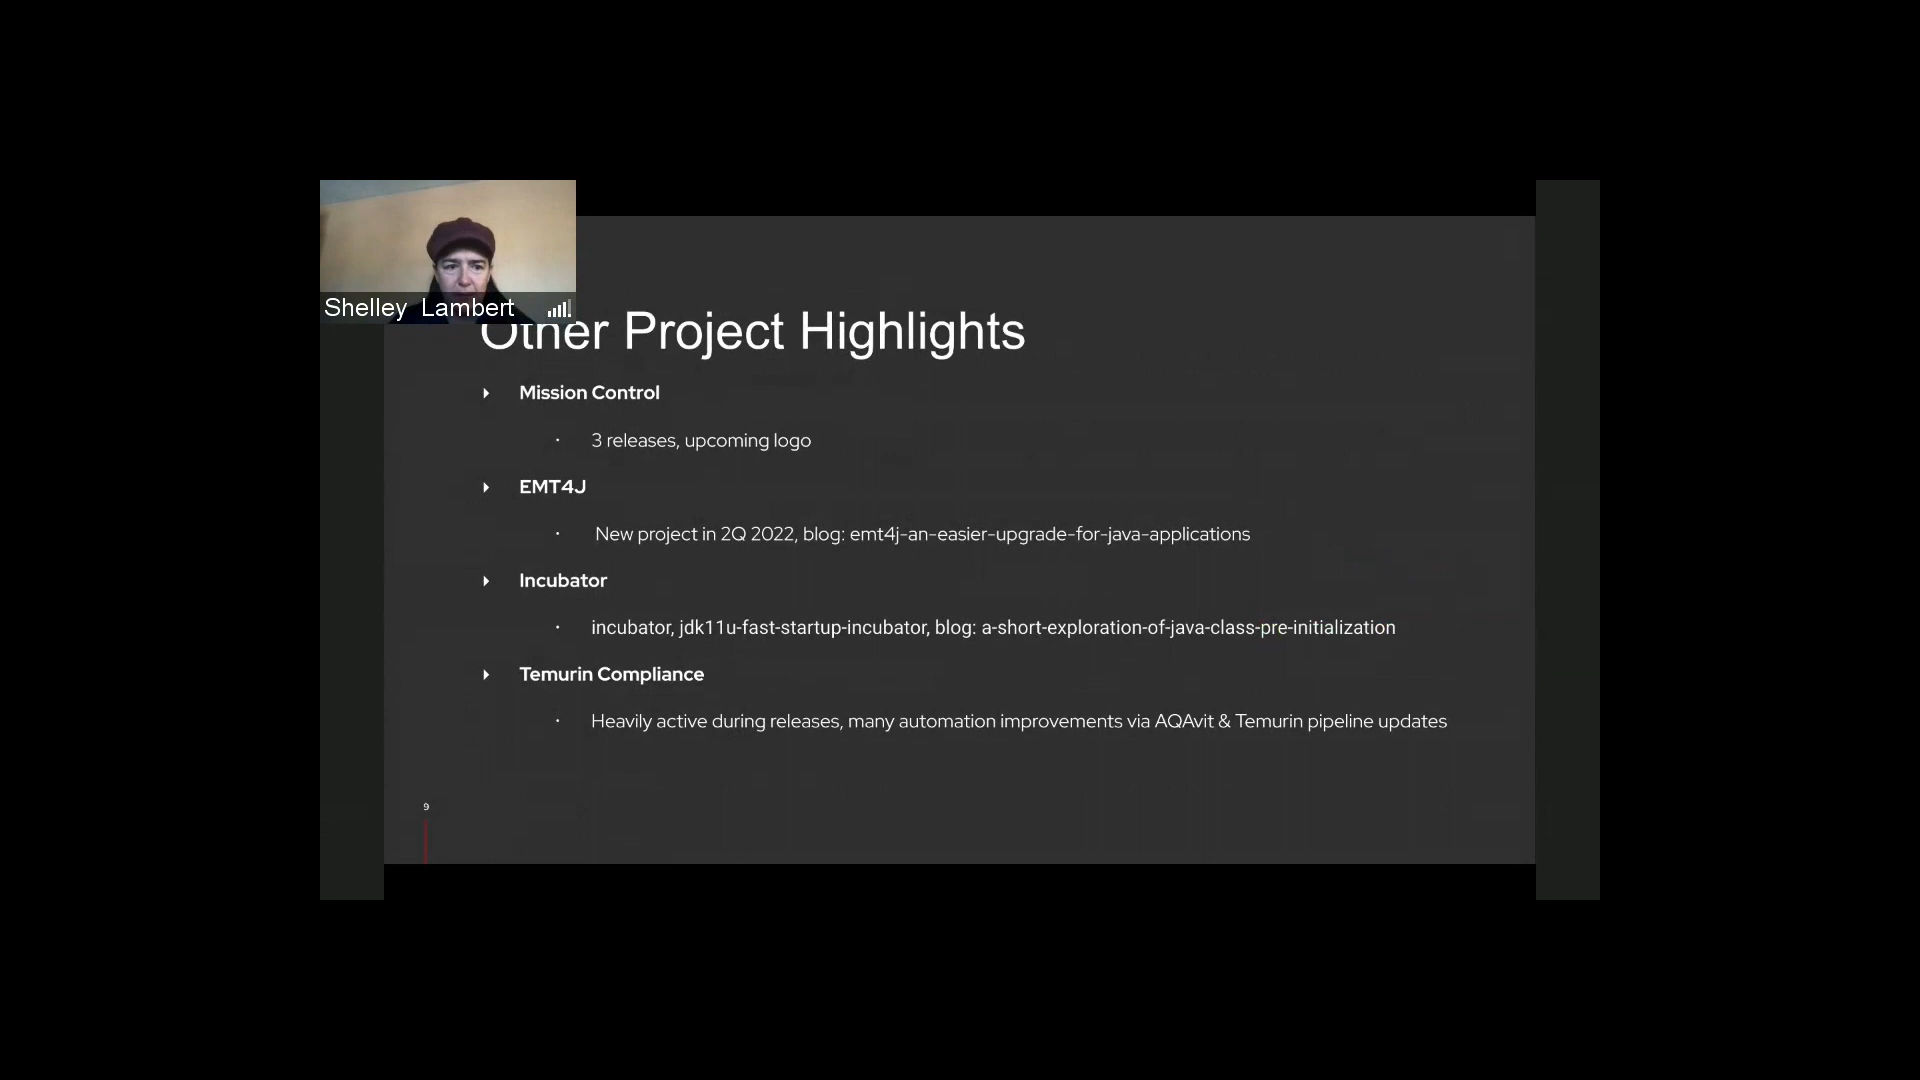 Shelley Lambert
Other Project Highlights
Mission Control
3 releases, upcoming logo
EMT4J
New project in 2Q 2022, blog: emt4j-an-easier-upgrade-for-java-applications
Incubator
incubator, jdk11u-fast-startup-incubator, blog: a-short-exploration-of-java-class-pre-initialization
Temurin Compliance
Heavily active during releases, many automation improvements via AQAvit & Temurin pipeline updates
9